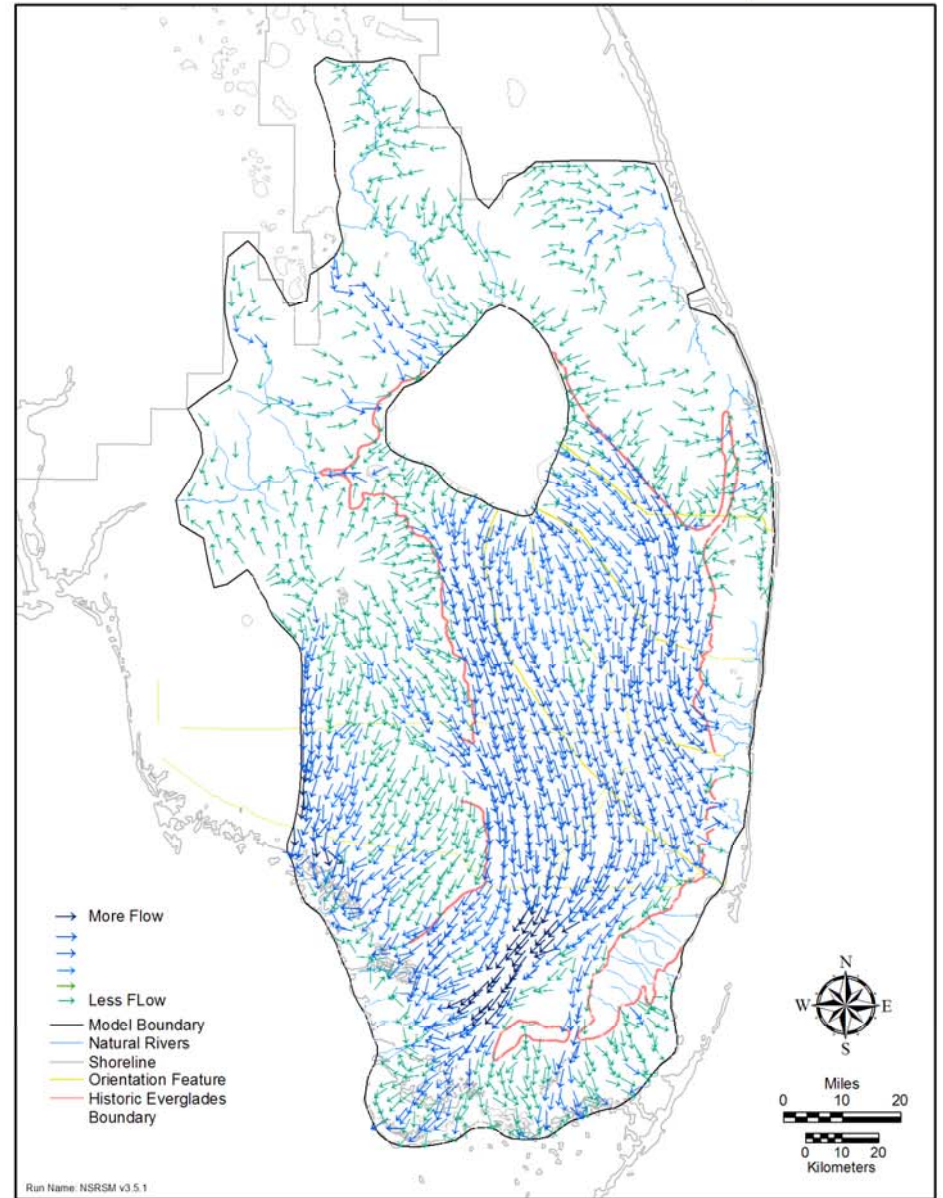 More Flow
Less FLow
Model Boundary
Natural Rivers
Shoreline
Orientation Feature
Historic Everglades
Boundary
N
W E
S
Miles
0 10 20
0 10 20
Kilometers
Run Name: NSRSM v3.5.1